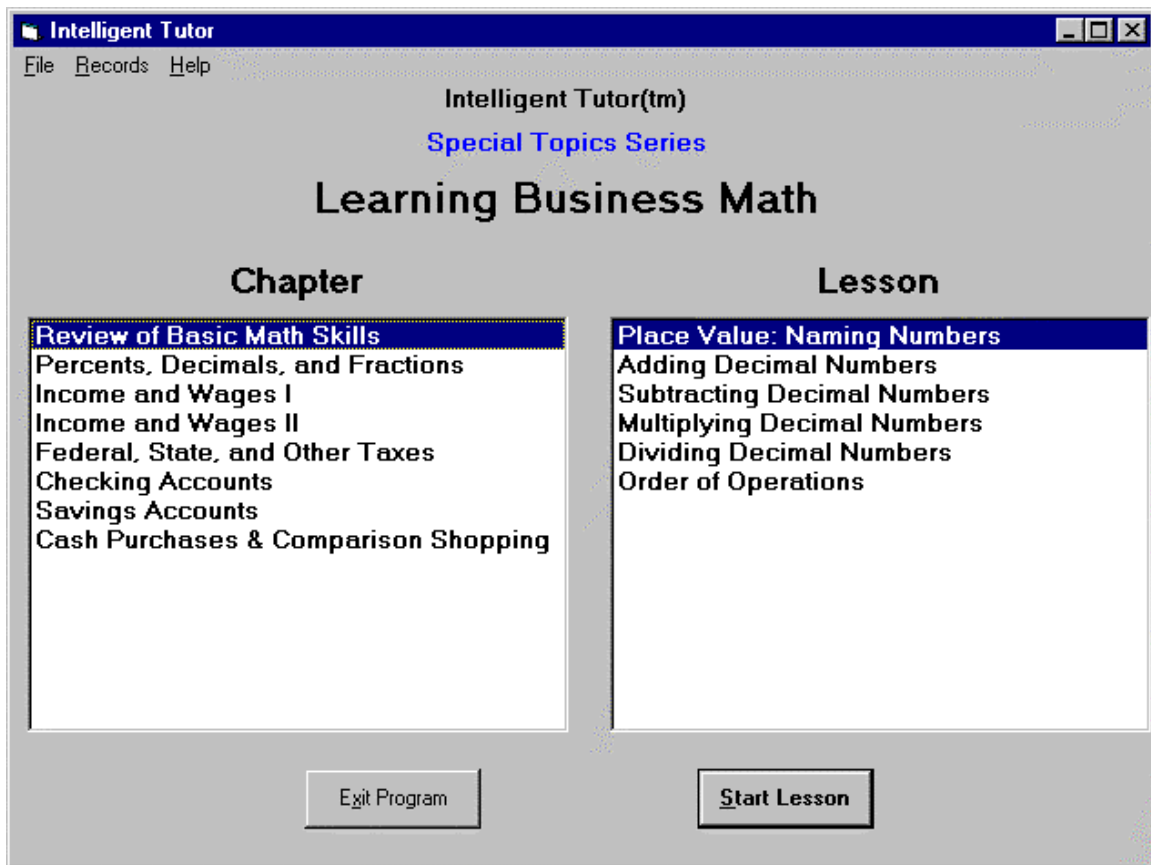 Intelligent Tutor
File Records Help
Intelligent Tutor(tm)
Special Topics Series
Learning Business Math
Chapter
Review of Basic Math Skills
Percents, Decimals, and Fractions
Income and Wages I
Income and Wages II
Federal, State, and Other Taxes
Checking Accounts
Savings Accounts
Cash Purchases & Comparison Shopping
Lesson
Place Value: Naming Numbers
Adding Decimal Numbers
Subtracting Decimal Numbers
Multiplying Decimal Numbers
Dividing Decimal Numbers
Order of Operations
Exit Program
Start Lesson